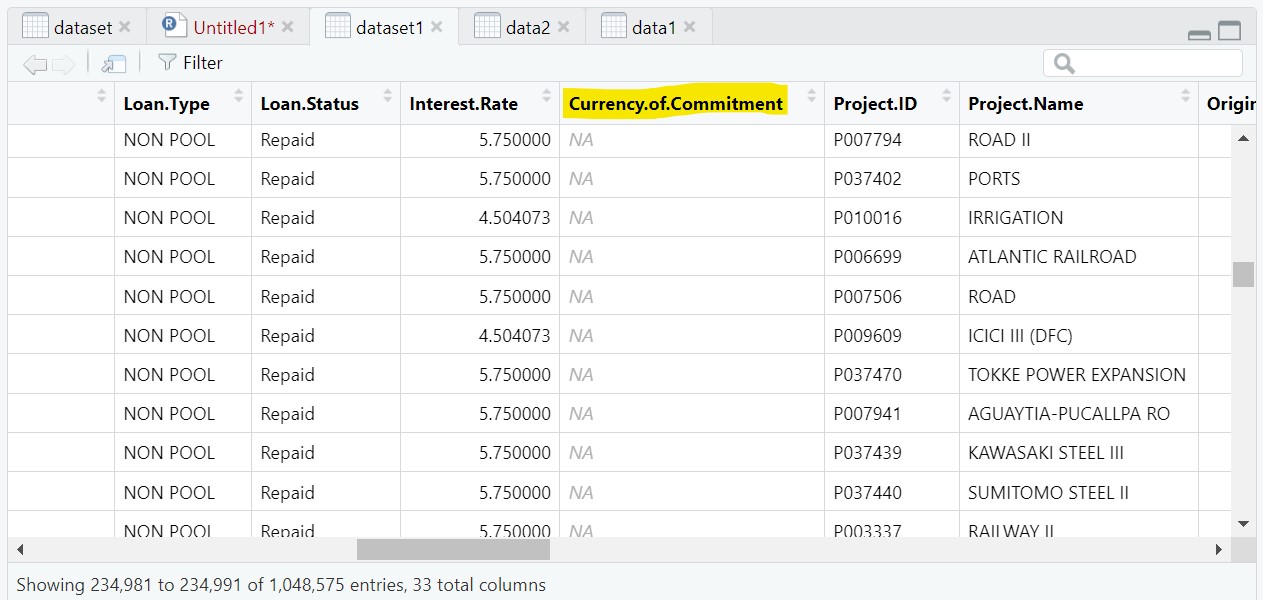 dataset Untitled1* dataset1 data2 data1
Filter
Loan.Type Loan.Status Interest.Rate Currency.of.Commitment Project.ID Project.Name Origin
NON POOL Repaid 5.750000 NA P007794 ROAD II
NON POOL Repaid 5.750000 NA P037402 PORTS
NON POOL Repaid 4.504073 NA P010016 IRRIGATION
NON POOL Repaid 5.750000 NA P006699 ATLANTIC RAILROAD
NON POOL Repaid 5.750000 NA P007506 ROAD
NON POOL Repaid 4.504073 NA P009609 ICICI III (DFC)
NON POOL Repaid 5.750000 NA P037470 TOKKE POWER EXPANSION
NON POOL Repaid 5.750000 NA P007941 AGUAYTIA-PUCALLPA RO
NON POOL Repaid 5.750000 NA P037439 KAWASAKI STEEL III
NON POOL Repaid 5.750000 NA P037440 SUMITOMO STEEL II
NON POOL Repaid 5.750000 NA P003337 RAILWAY II
Showing 234,981 to 234,991 of 1,048,575 entries, 33 total columns